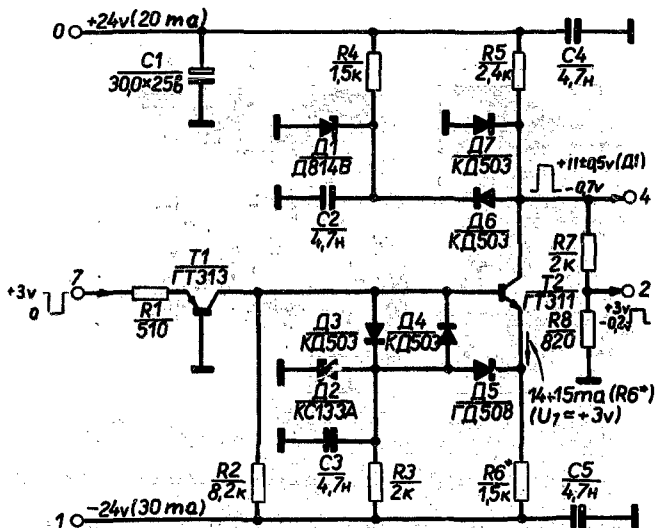 0 +24v(20 ma)
C1
30,0×25в
R4
1,5к
R5
2,4к
C4
4,7н
Д1
Д814В
Д7
КД503
+11±0,5v(Д1)
-0,7v
4
C2
4,7н
Д6
КД503
R7
2к
T1
ГТ313
+3v
0
7
R1
510
T2
ГТ311
2
+3v
-0,2v
R8
820
Д3
КД503
Д4
КД503
Д2
КС133А
Д5
ГД508
14÷15ma(R6*)
(U7≃+3v)
R2
8,2к
C3
4,7н
R3
2к
R6*
1,5к
C5
4,7н
1 -24v(30 ma)